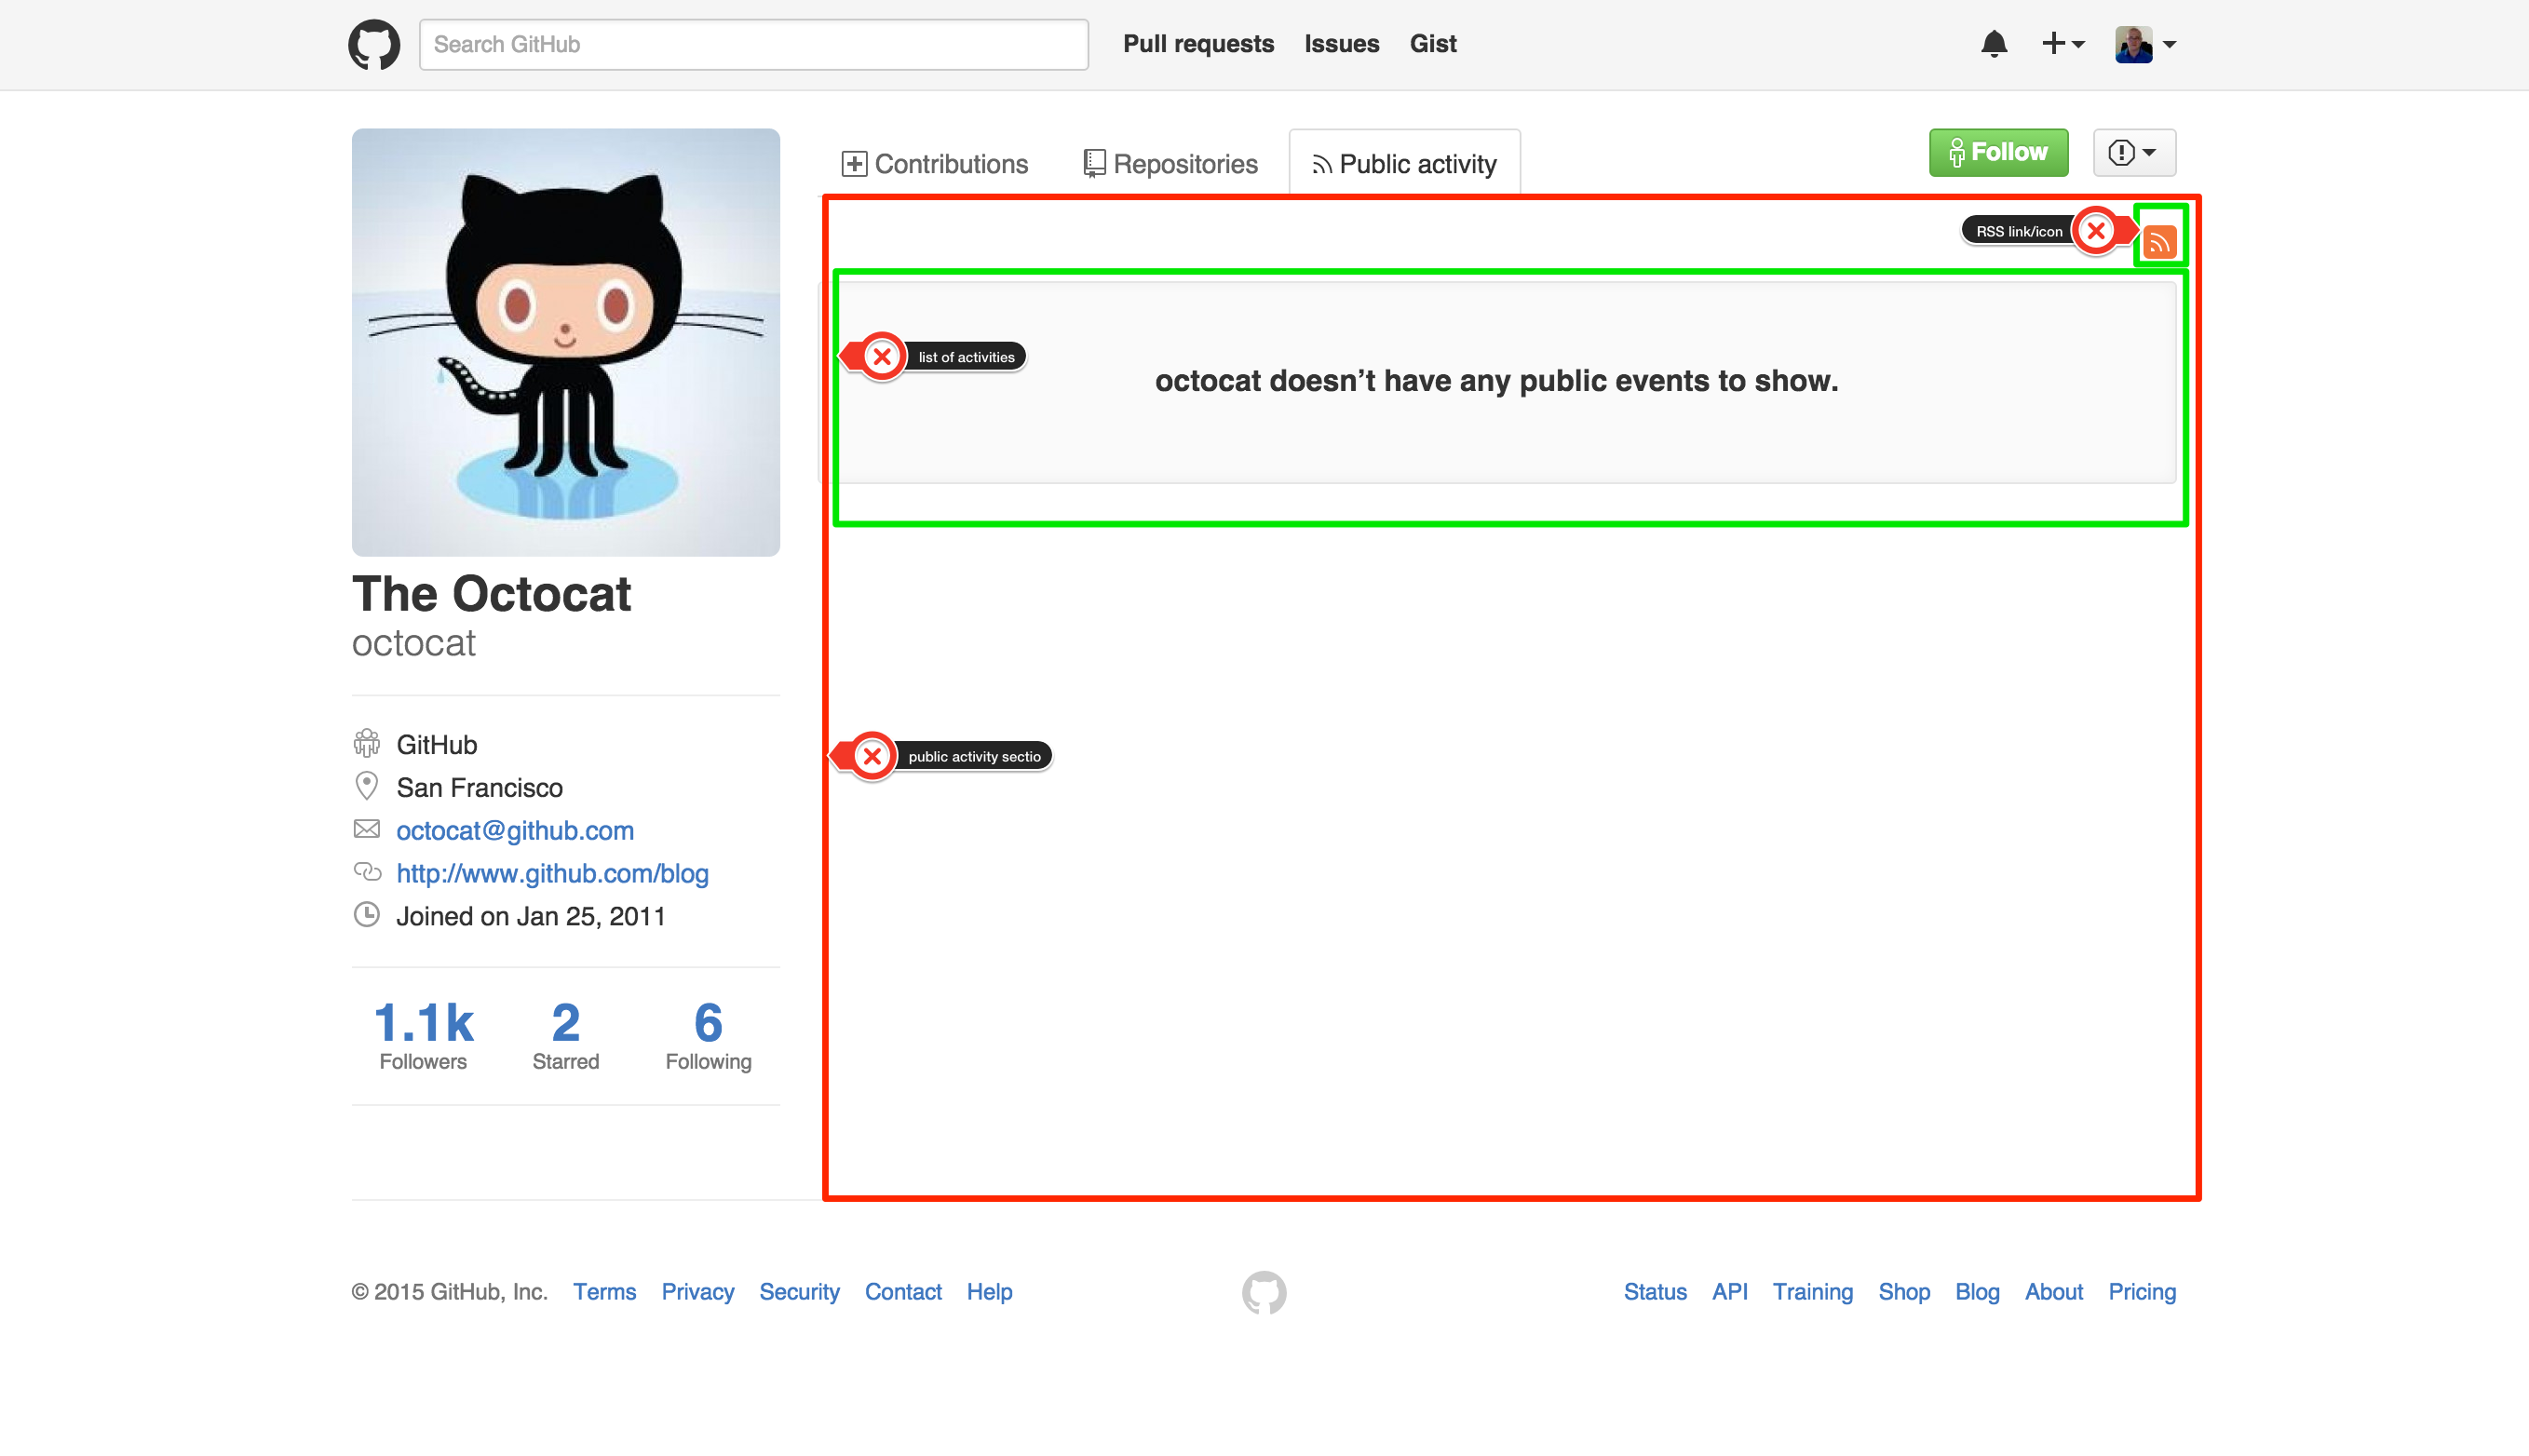 Search GitHub
Pull requests Issues Gist
Contributions Repositories Public activity
Follow
RSS link/icon
list of activities
octocat doesn’t have any public events to show.
The Octocat
octocat
GitHub
San Francisco
octocat@github.com
http://www.github.com/blog
Joined on Jan 25, 2011
public activity sectio
1.1k 2 6
Followers Starred Following
© 2015 GitHub, Inc. Terms Privacy Security Contact Help
Status API Training Shop Blog About Pricing